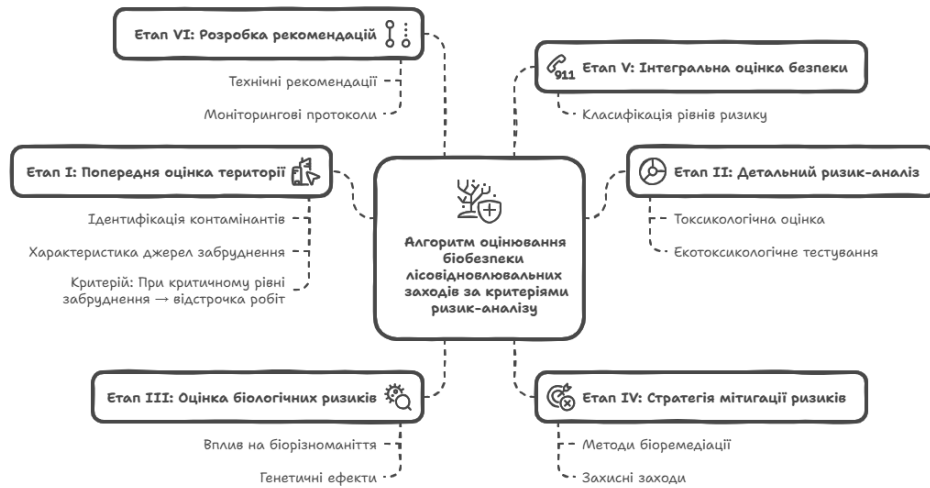 Етап VI: Розробка рекомендацій
Технічні рекомендації
Моніторингові протоколи
911
Етап V: Інтегральна оцінка безпеки
Класифікація рівнів ризику
Етап I: Попередня оцінка території
Ідентифікація контамінантів
Характеристика джерел забруднення
Критерій: При критичному рівні
забруднення → відстрочка робіт
Алгоритм оцінювання
біобезпеки
лісовідновлювальних
заходів за критеріями
ризик-аналізу
Етап II: Детальний ризик-аналіз
Токсикологічна оцінка
Екотоксикологічне тестування
Етап III: Оцінка біологічних ризиків
Вплив на біорізноманіття
Генетичні ефекти
Етап IV: Стратегія мітигації ризиків
Методи біоремедіації
Захисні заходи